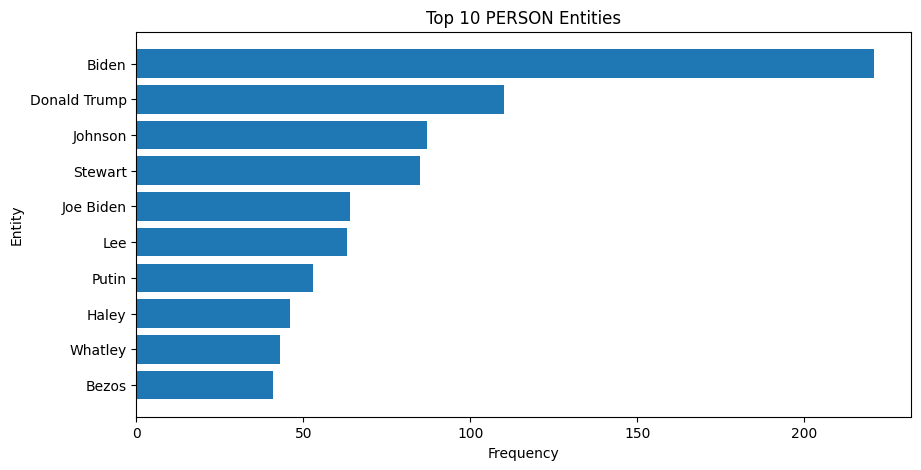 Top 10 PERSON Entities
Entity
Biden
Donald Trump
Johnson
Stewart
Joe Biden
Lee
Putin
Haley
Whatley
Bezos
0 50 100 150 200
Frequency